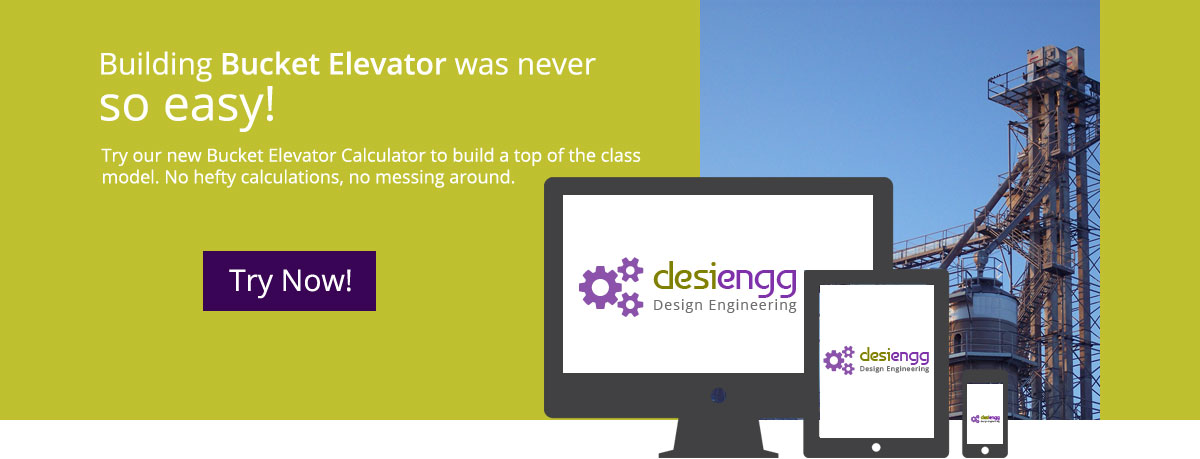 Building Bucket Elevator was never
so easy!
Try our new Bucket Elevator Calculator to build a top of the class
model. No hefty calculations, no messing around.
Try Now!
desiengg
Design Engineering
desiengg
Design Engineering
desiengg
Design Engineering